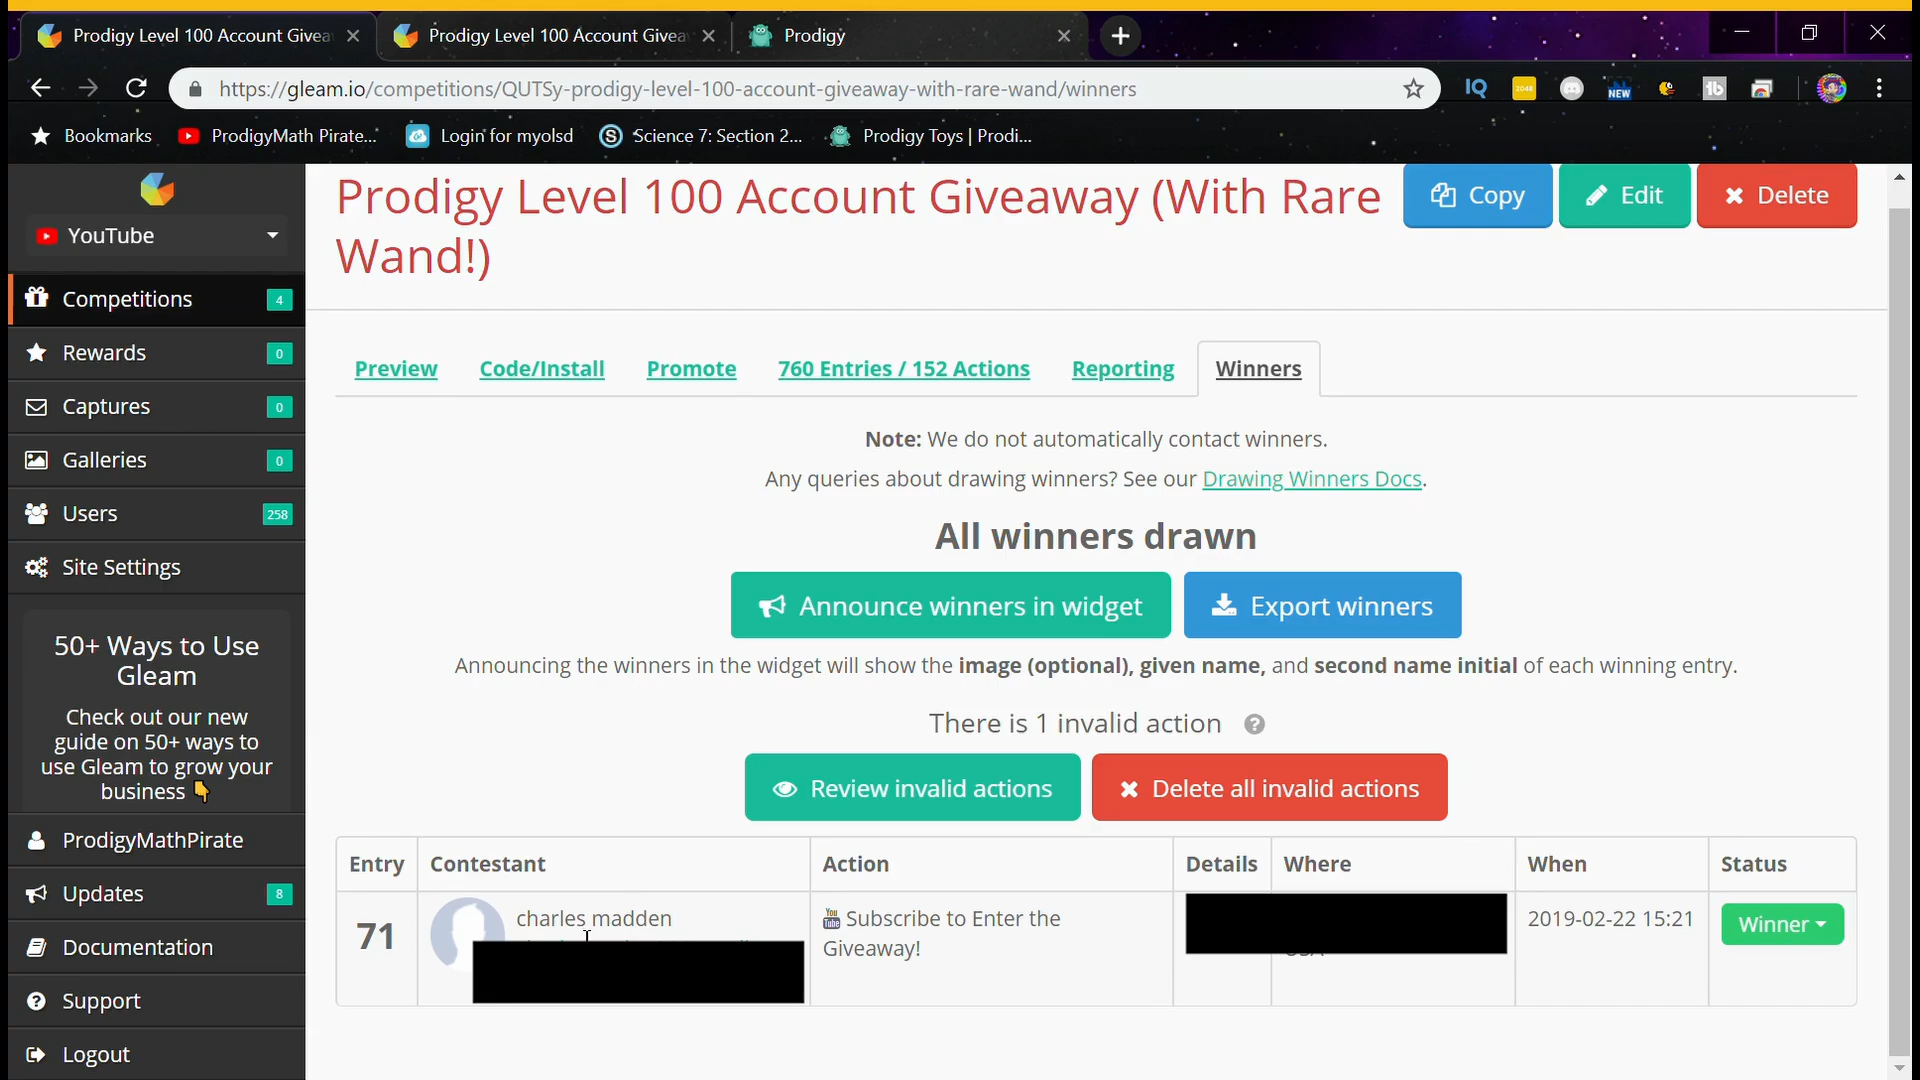 Prodigy Level 100 Account Givea
Prodigy Level 100 Account Givea
Prodigy
https://gleam.io/competitions/QUTSy-prodigy-level-100-account-giveaway-with-rare-wand/winners
IQ
2048
NEW
tb
Bookmarks
ProdigyMath Pirate...
Login for myolsd
Science 7: Section 2...
Prodigy Toys | Prodi...
YouTube
Competitions 4
Rewards 0
Captures 0
Galleries 0
Users 258
Site Settings
50+ Ways to Use
Gleam
Check out our new
guide on 50+ ways to
use Gleam to grow your
business
ProdigyMathPirate
Updates 8
Documentation
Support
Logout
Prodigy Level 100 Account Giveaway (With Rare
Wand!)
Copy
Edit
Delete
Preview
Code/Install
Promote
760 Entries / 152 Actions
Reporting
Winners
Note: We do not automatically contact winners.
Any queries about drawing winners? See our Drawing Winners Docs.
All winners drawn
Announce winners in widget
Export winners
Announcing the winners in the widget will show the image (optional), given name, and second name initial of each winning entry.
There is 1 invalid action ?
Review invalid actions
Delete all invalid actions
Entry Contestant Action Details Where When Status
71 charles madden You Tube Subscribe to Enter the 2019-02-22 15:21 Winner
Giveaway!